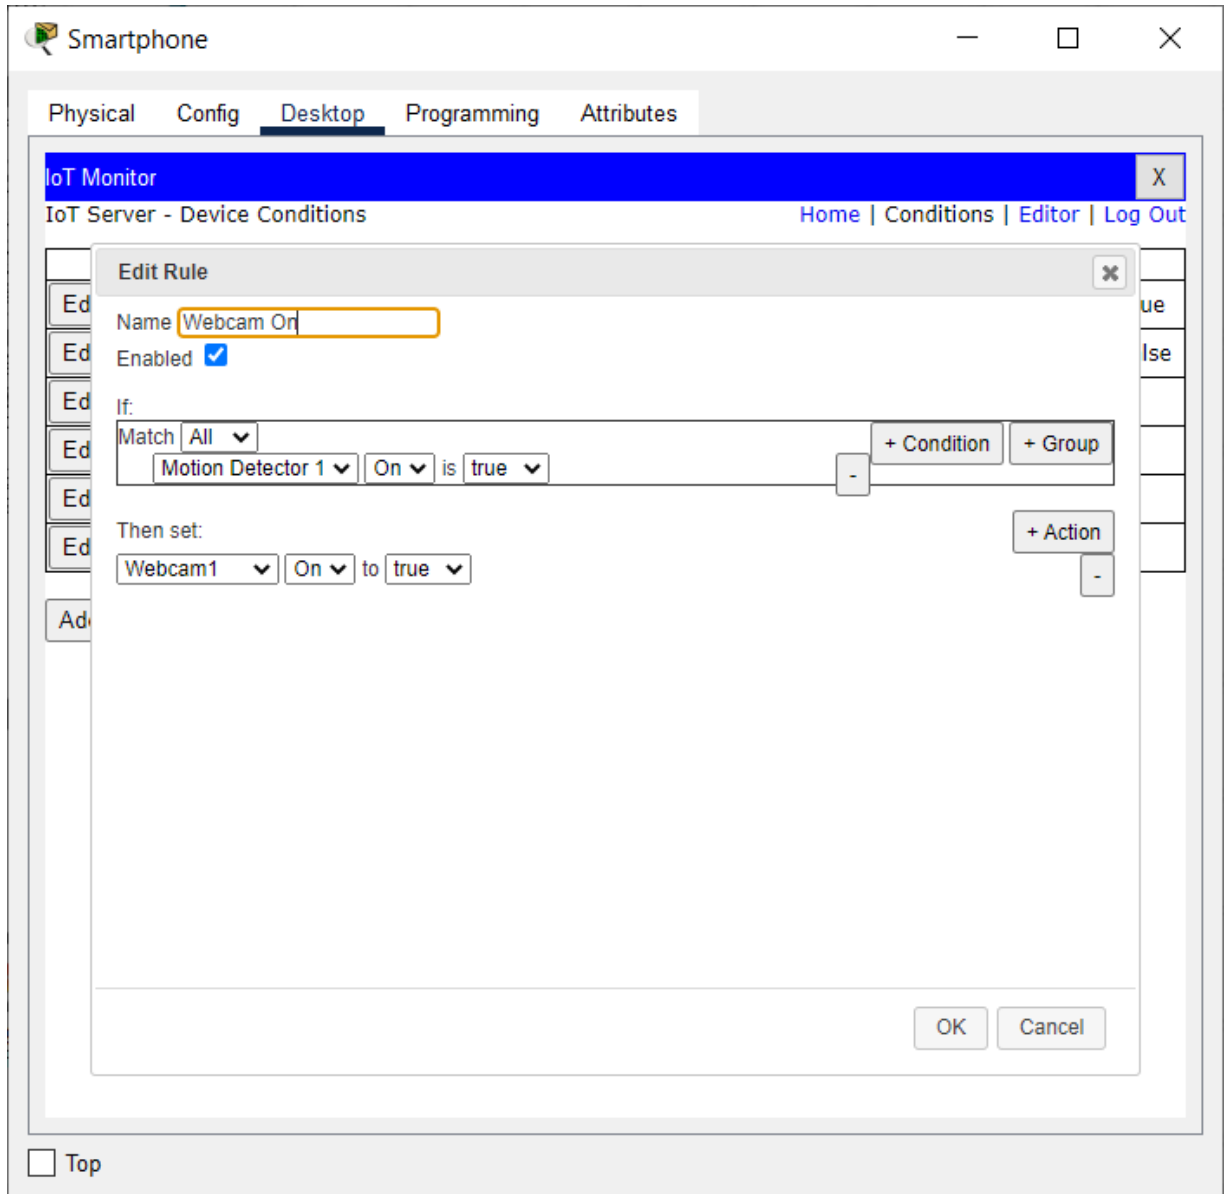 Smartphone
Physical Config Desktop Programming Attributes
IoT Monitor X
IoT Server - Device Conditions Home | Conditions | Editor | Log Out
Edit Rule
Name Webcam On
Enabled
If:
Match All + Condition + Group
Motion Detector 1 On is true -
Then set: + Action
Webcam1 On to true -
OK Cancel
Top